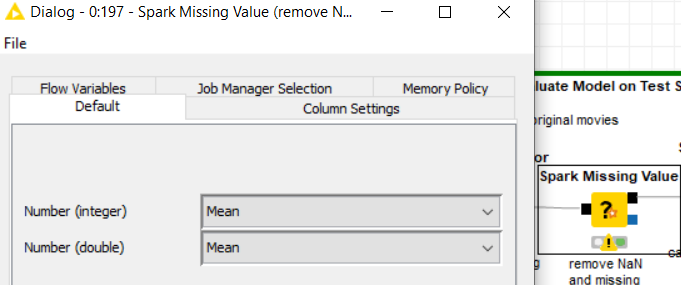 Dialog - 0:197 - Spark Missing Value (remove N...
File
Flow Variables
Job Manager Selection
Memory Policy
Default
Column Settings
Number (integer)
Mean
Number (double)
Mean
luate Model on Test S
original movies
or
Spark Missing Value
?
remove NaN
and missing
g
ca